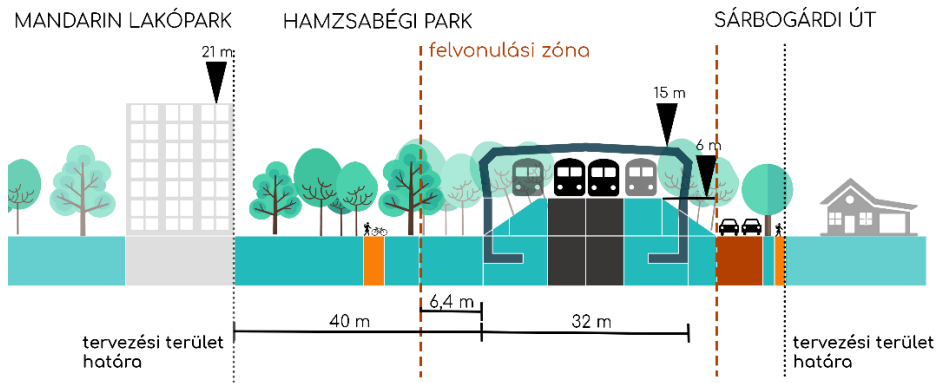 MANDARIN LAKÓPARK
HAMZSABÉGI PARK
SÁRBOGÁRDI ÚT
21 m
felvonulási zóna
15 m
6 m
6,4 m
40 m
32 m
tervezési terület
határa
tervezési terület
határa